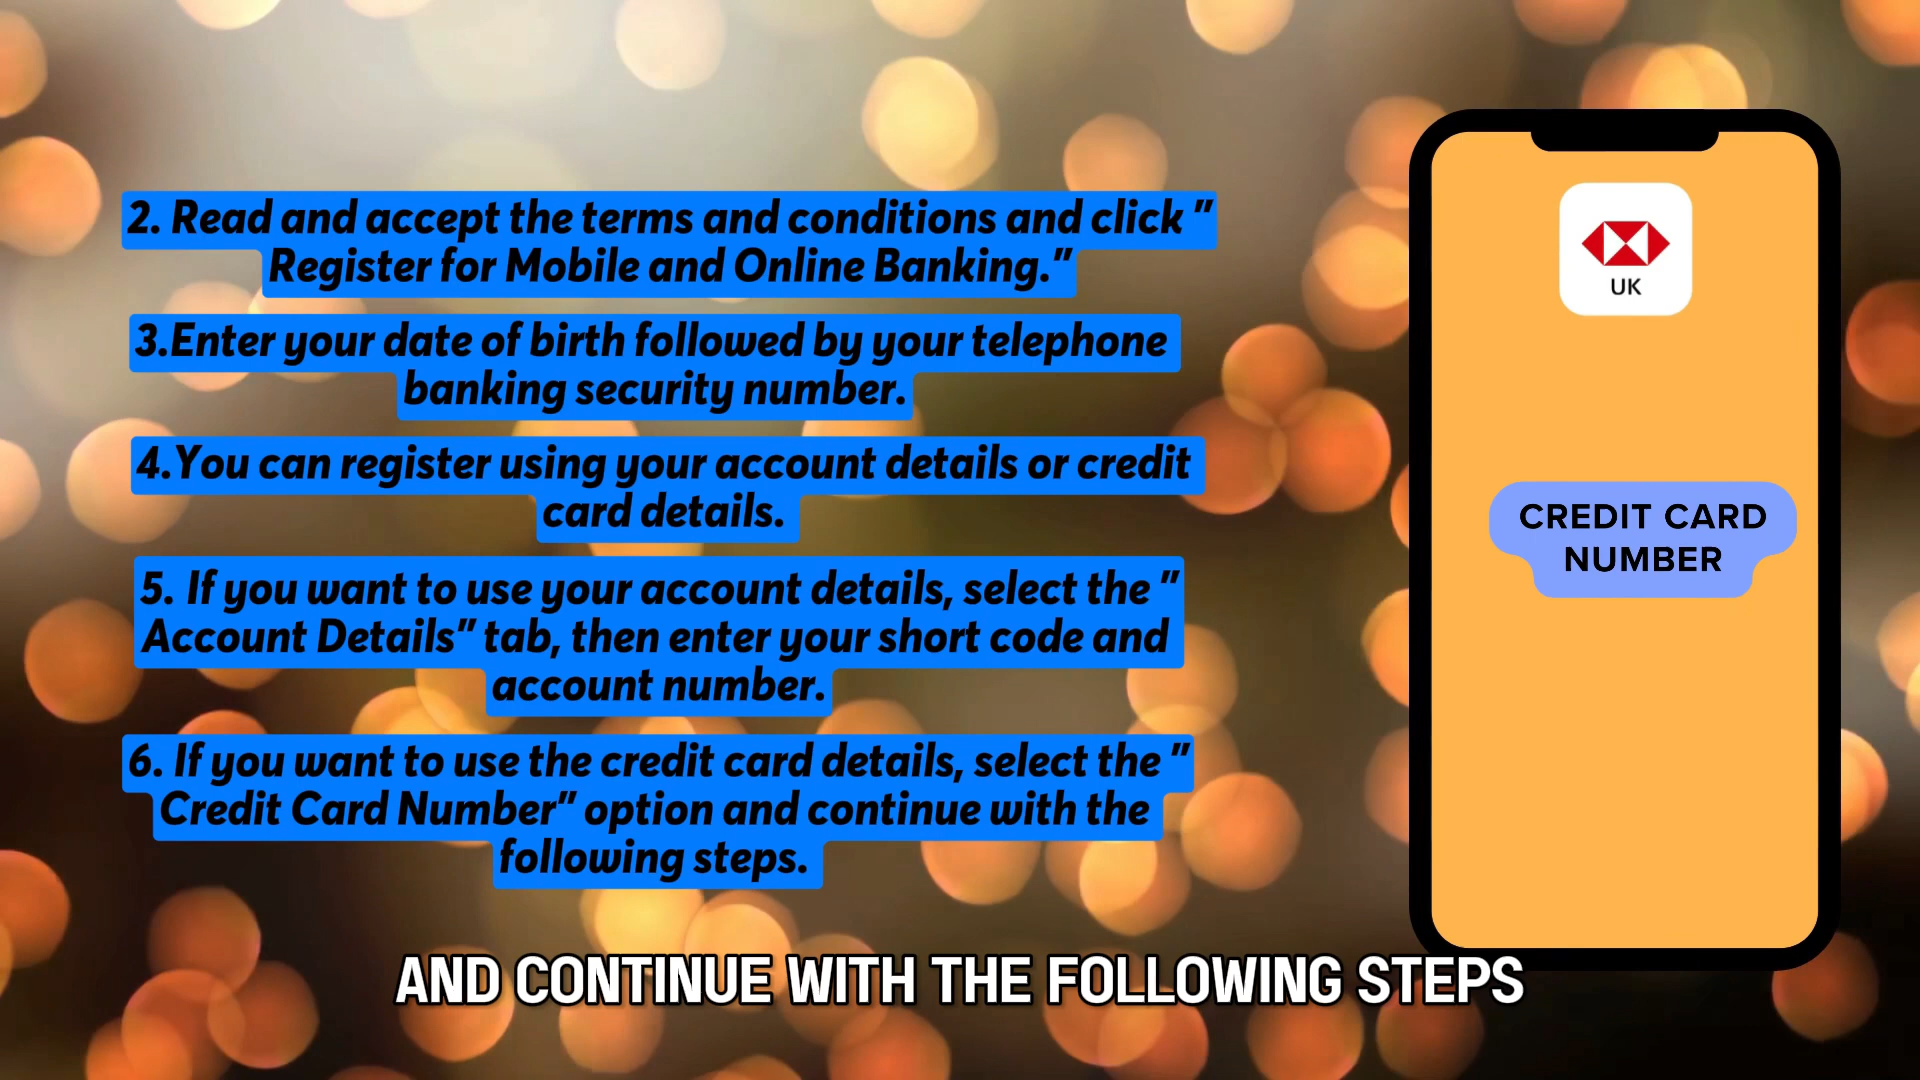 2. Read and accept the terms and conditions and click "
Register for Mobile and Online Banking."
3.Enter your date of birth followed by your telephone
banking security number.
4.You can register using your account details or credit
card details.
5. If you want to use your account details, select the "
Account Details" tab, then enter your short code and
account number.
6. If you want to use the credit card details, select the "
Credit Card Number" option and continue with the
following steps.
UK
CREDIT CARD
NUMBER
AND CONTINUE WITH THE FOLLOWING STEPS